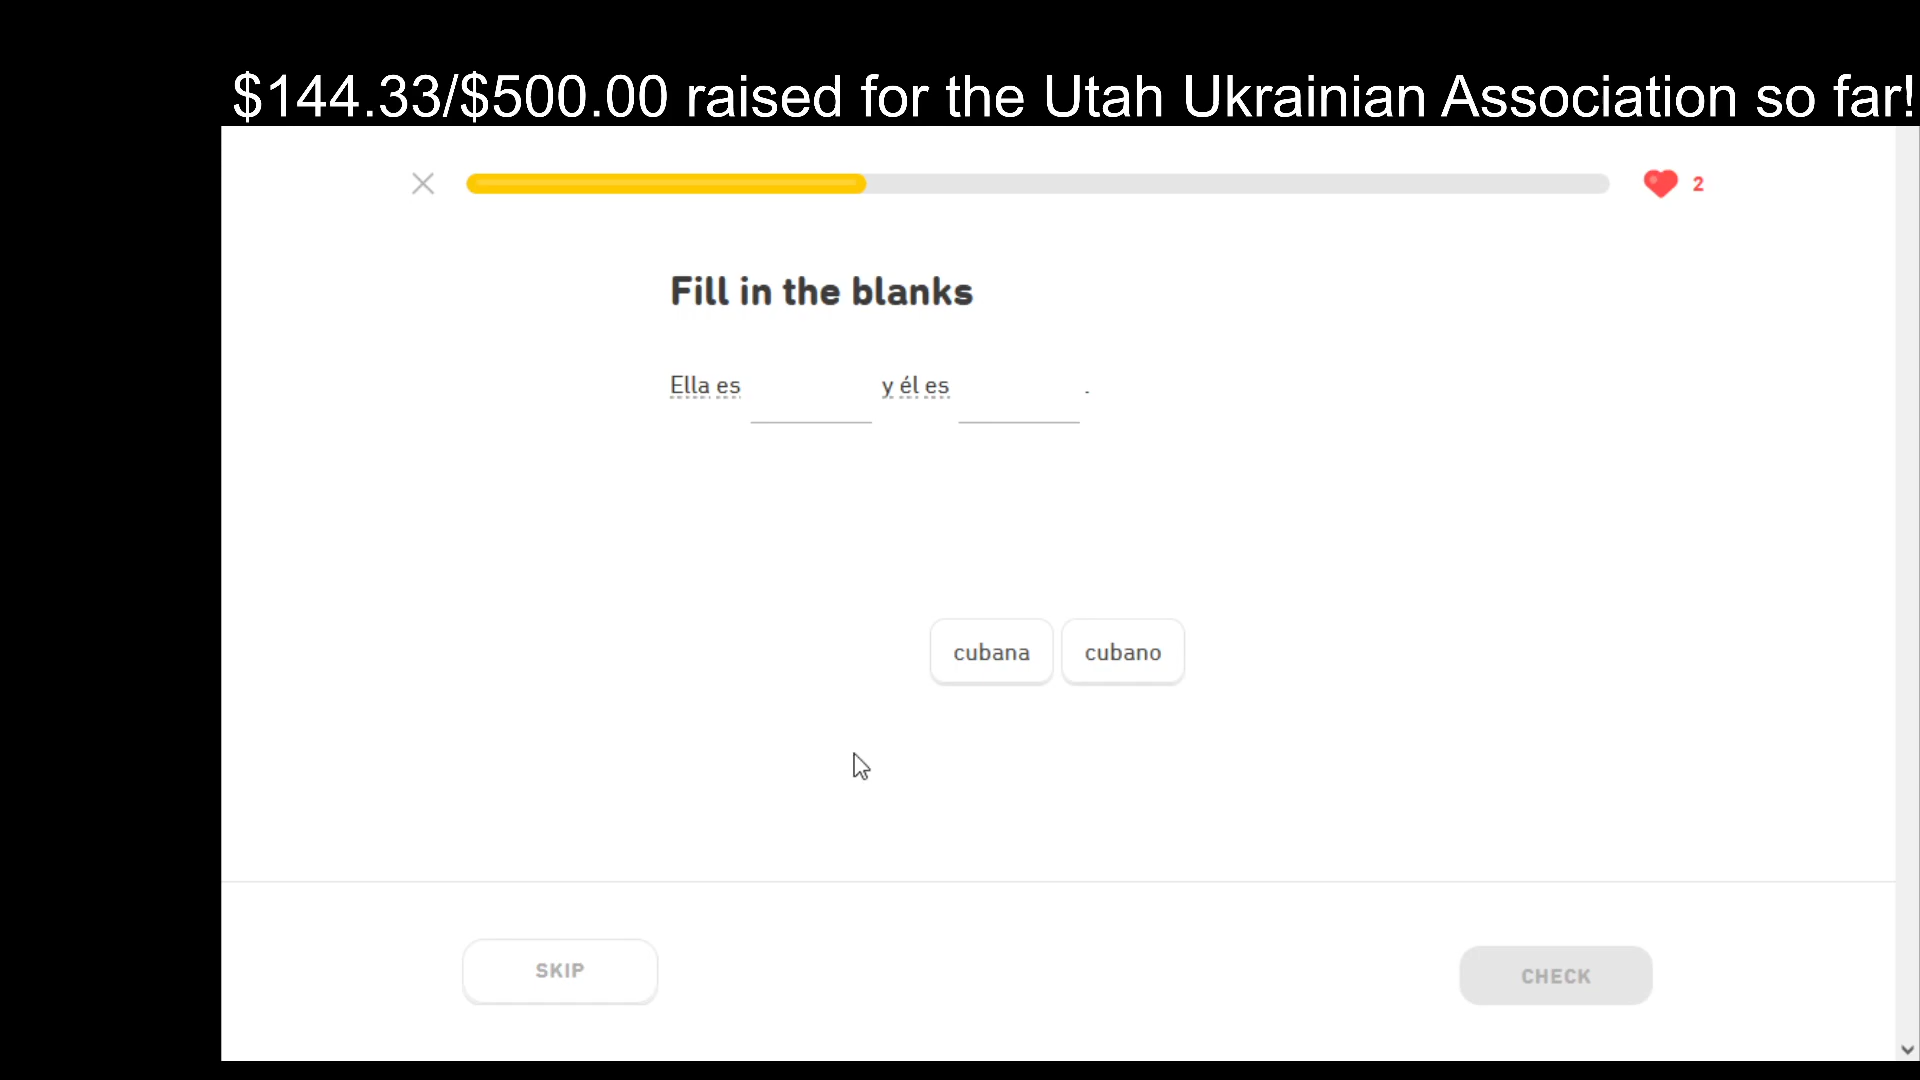 $144.33/$500.00 raised for the Utah Ukrainian Association so far!
2
Fill in the blanks
Ella es y él es .
cubana cubano
SKIP CHECK